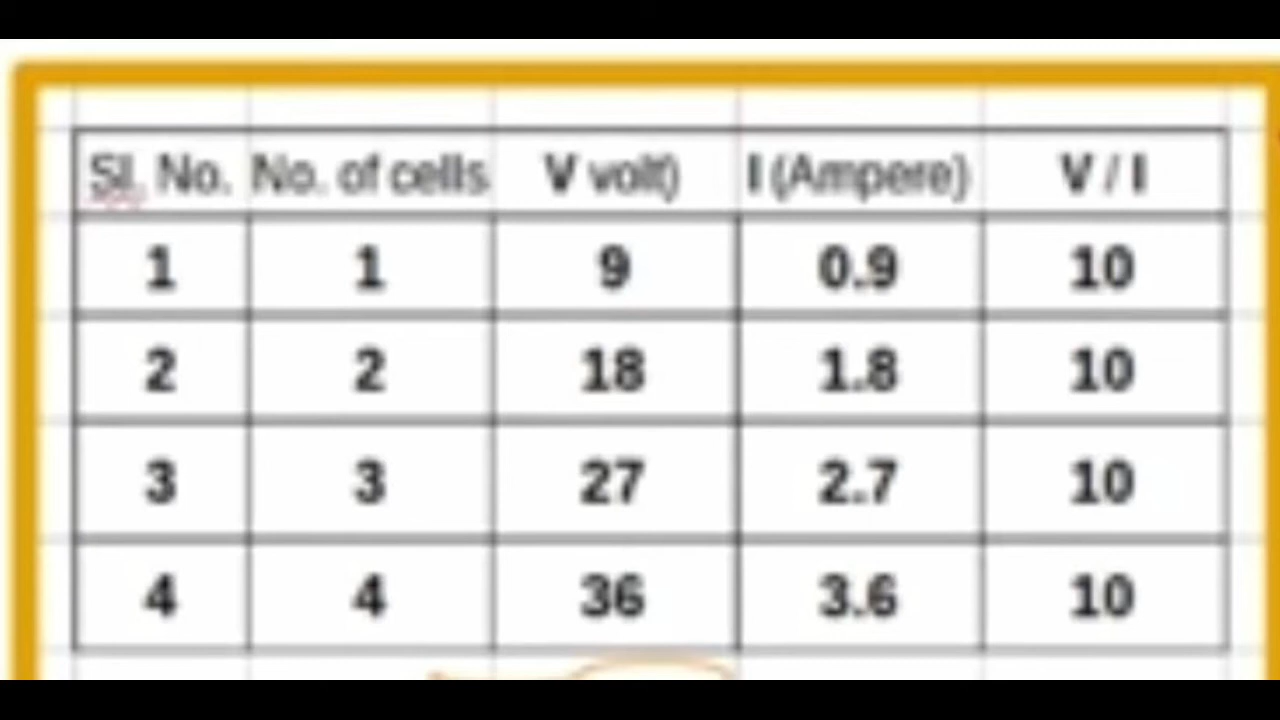 Sl. No. No. of cells V volt) I (Ampere) V / I
1 1 9 0.9 10
2 2 18 1.8 10
3 3 27 2.7 10
4 4 36 3.6 10